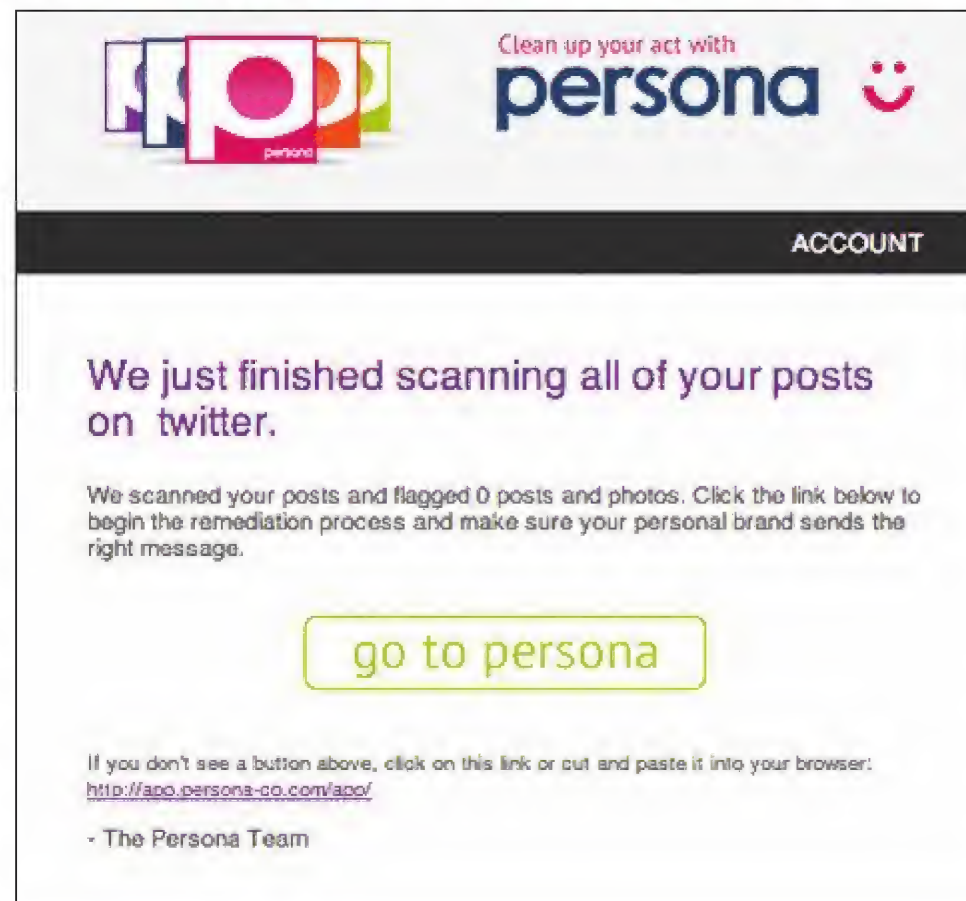 Clean up your act with
persona
persona
ACCOUNT
We just finished scanning all of your posts
on twitter.
We scanned your posts and flagged 0 posts and photos. Click the link below to
begin the remediation process and make sure your personal brand sends the
right message.
go to persona
If you don't see a button above, click on this link or cut and paste it into your browser:
http://app.persona-co.com/app/
- The Persona Team